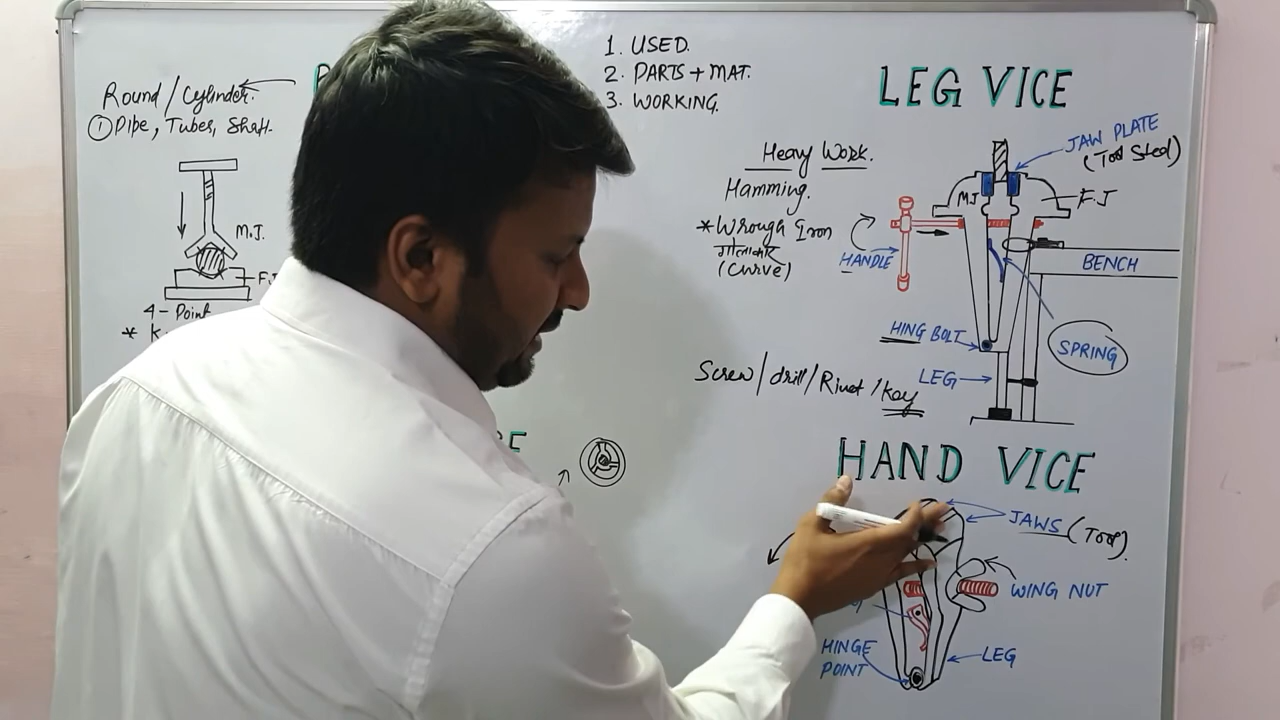 1. USED.
2. PARTS + MAT.
3. WORKING.
Round / Cylinder.
① Pipe, Tubes, Shaft.
M.J.
4 - Point
*
LEG VICE
Heavy Work.
Hamming.
* Wrough Iron
(Curve)
HANDLE
JAW PLATE
(Tool Steel)
M.J
F.J
BENCH
HING BOLT
SPRING
LEG
Screw / drill / Rivet / Key
HAND VICE
JAWS (Tool).
WING NUT
HINGE
POINT
LEG